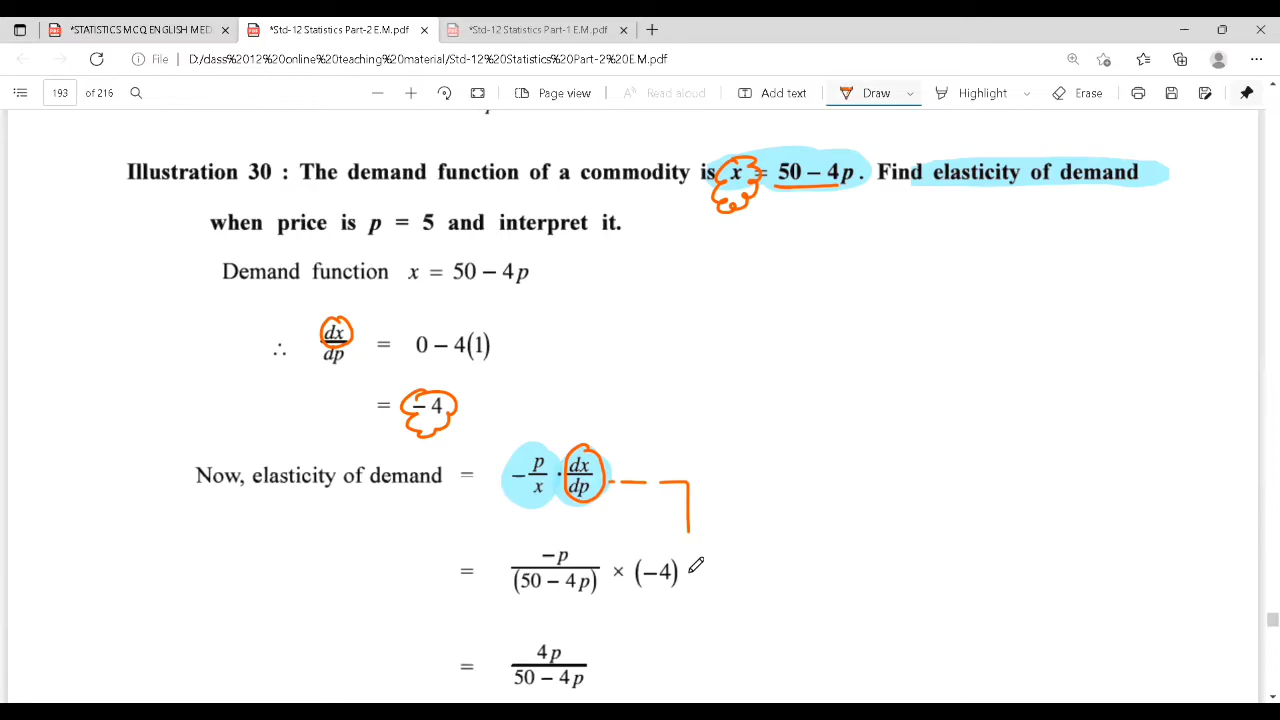 *STATISTICS MCQ ENGLISH MED
*Std-12 Statistics Part-2 E.M.pdf
*Std-12 Statistics Part-1 E.M.pdf
File D:/class%2012%20online%20teaching%20material/Std-12%20Statistics%20Part-2%20E.M.pdf
193 of 216 Page view Read aloud Add text Draw Highlight Erase
Illustration 30 : The demand function of a commodity is x = 50 − 4p. Find elasticity of demand
when price is p = 5 and interpret it.
Demand function x = 50 − 4p
∴ dx/dp = 0 − 4(1)
= −4
Now, elasticity of demand = −p/x · dx/dp
= −p/(50 − 4p) × (−4)
= 4p/50 − 4p